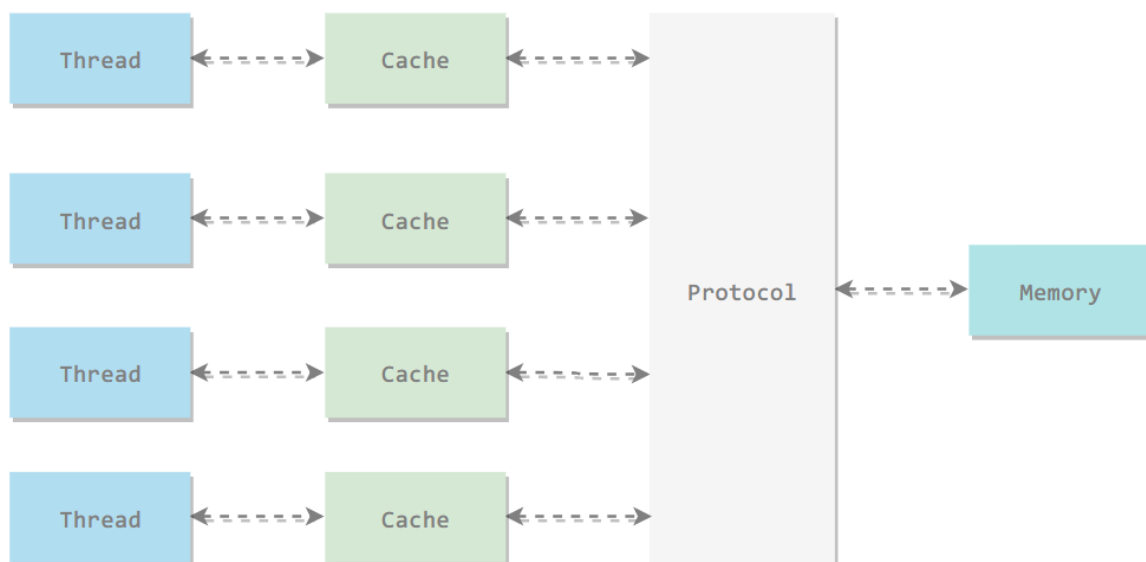 Thread
Cache
Thread
Cache
Protocol
Memory
Thread
Cache
Thread
Cache